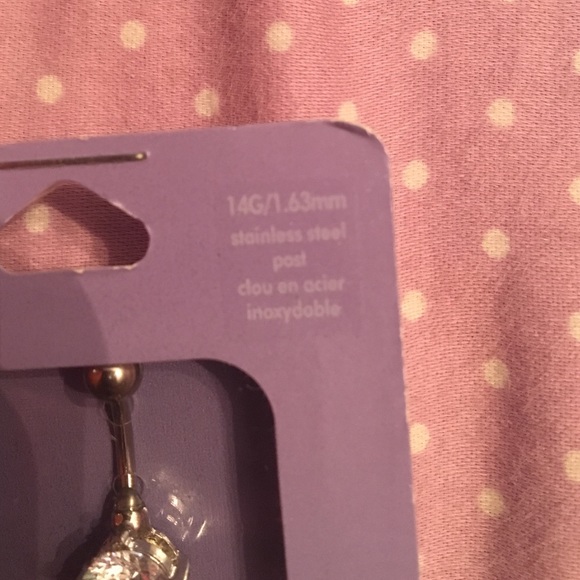 14G/1.63mm
stainless steel
post
clou en acier
inoxydable